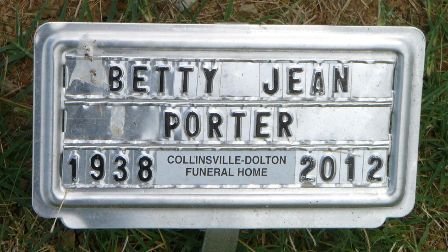 BETTY JEAN
PORTER
1938 COLLINSVILLE-DOLTON 2012
FUNERAL HOME